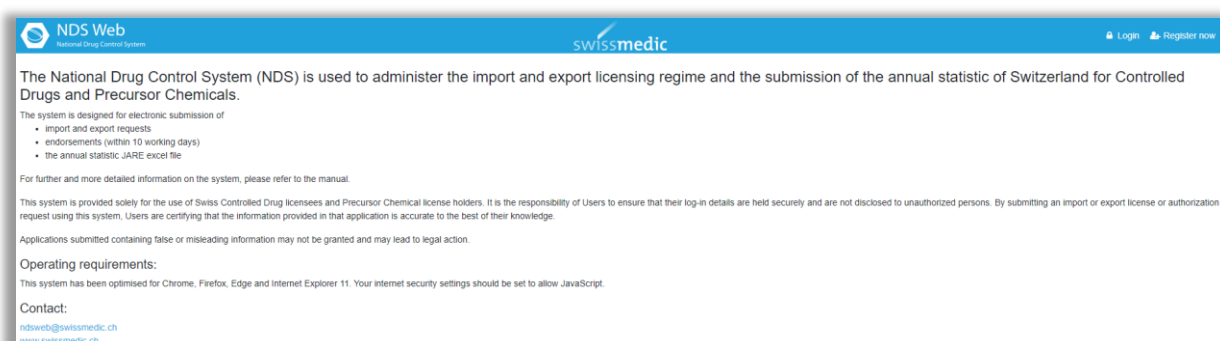 NDS Web
National Drug Control System
swissmedic
Login
Register now
The National Drug Control System (NDS) is used to administer the import and export licensing regime and the submission of the annual statistic of Switzerland for Controlled
Drugs and Precursor Chemicals.
The system is designed for electronic submission of
• import and export requests
• endorsements (within 10 working days)
• the annual statistic JARE excel file
For further and more detailed information on the system, please refer to the manual.
This system is provided solely for the use of Swiss Controlled Drug licensees and Precursor Chemical license holders. It is the responsibility of Users to ensure that their log-in details are held securely and are not disclosed to unauthorized persons. By submitting an import or export license or authorization
request using this system, Users are certifying that the information provided in that application is accurate to the best of their knowledge.
Applications submitted containing false or misleading information may not be granted and may lead to legal action.
Operating requirements:
This system has been optimised for Chrome, Firefox, Edge and Internet Explorer 11. Your internet security settings should be set to allow JavaScript.
Contact:
ndsweb@swissmedic.ch
www.swissmedic.ch